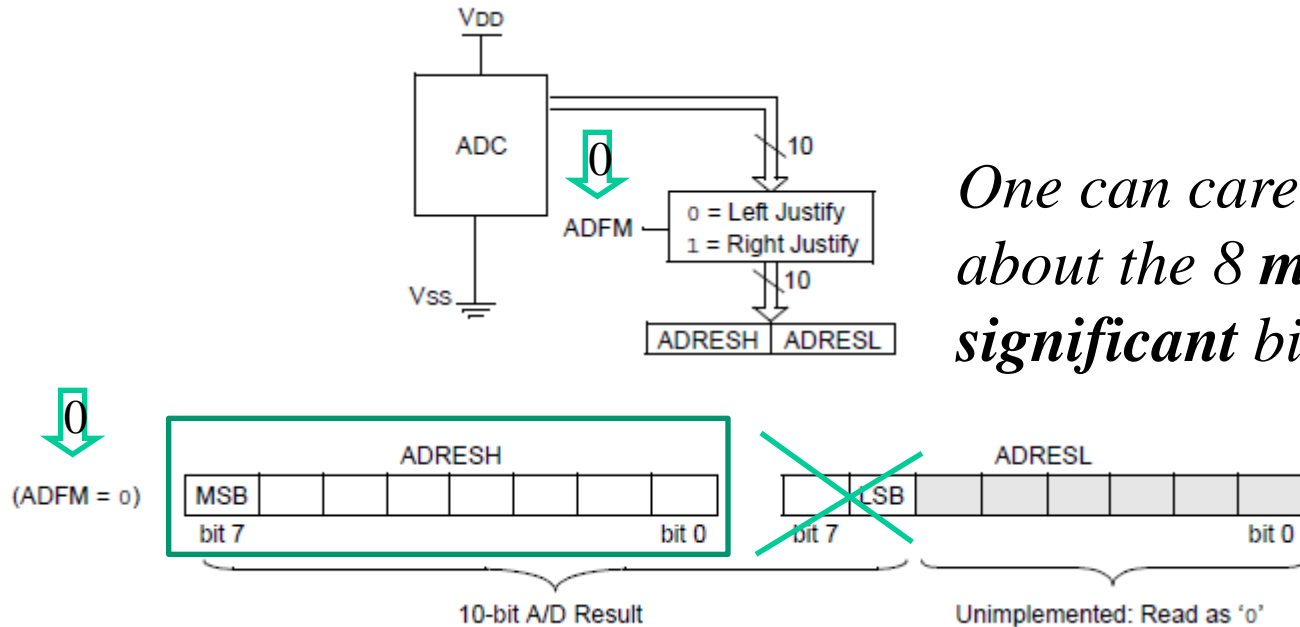 VDD
ADC
10
0
ADFM
0 = Left Justify
1 = Right Justify
10
VSS
ADRESH ADRESL
One can care
about the 8
significant
0
(ADFM = 0)
ADRESH
ADRESL
MSB
LSB
bit 7
bit 0
bit 7
bit 0
10-bit A/D Result
Unimplemented: Read as ‘0’